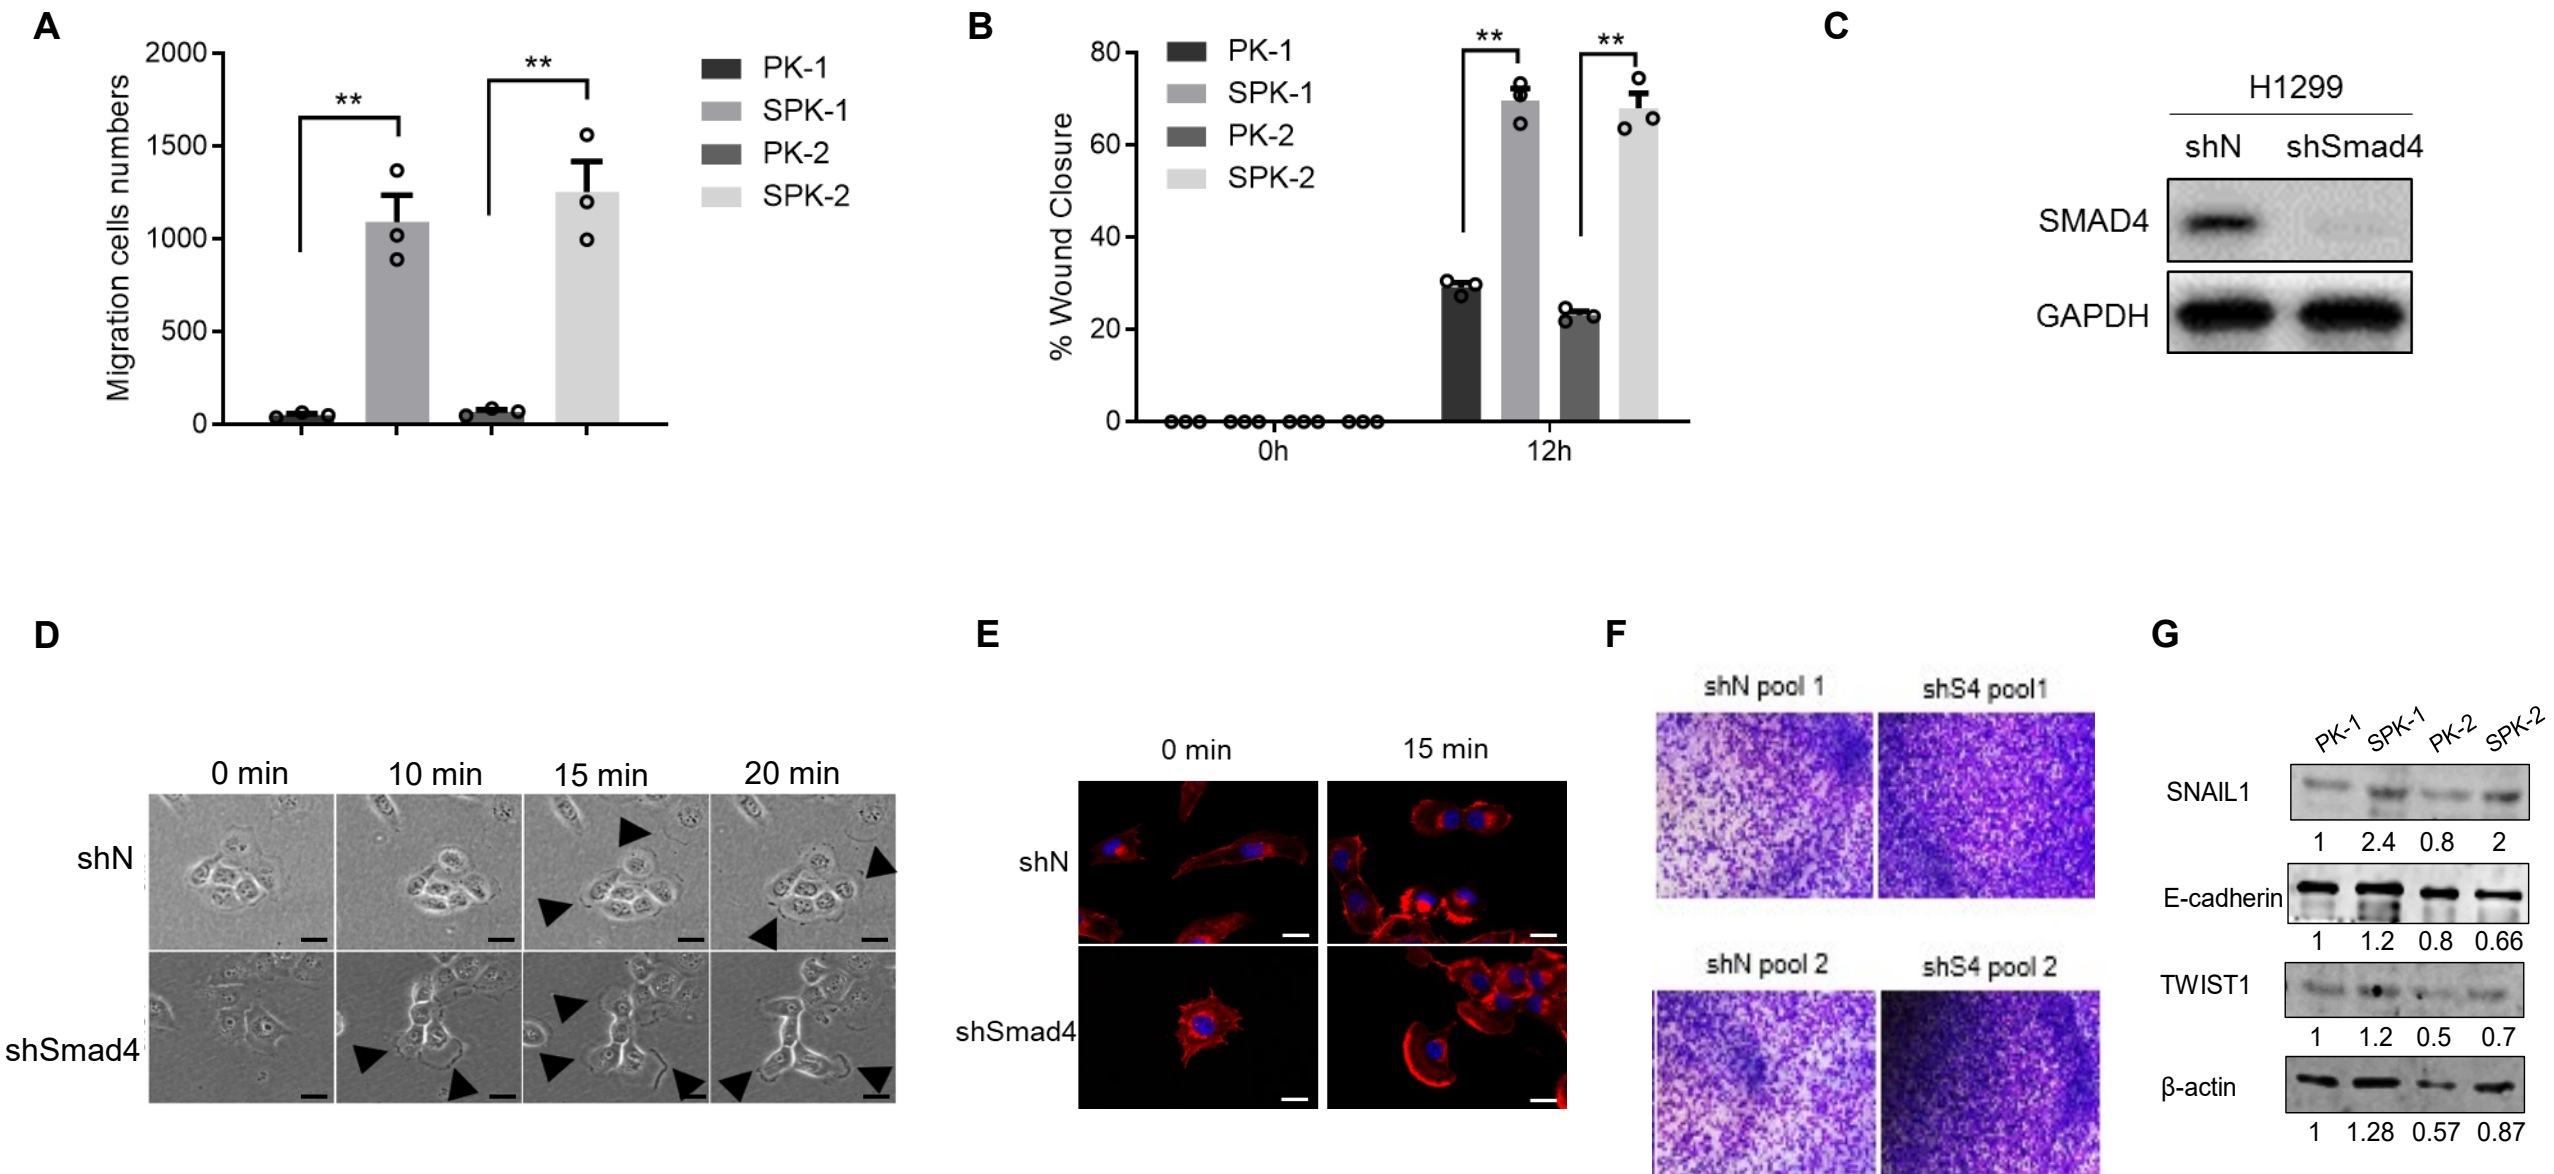 A
Migration cells numbers
2000
1500
1000
500
0
**
**
PK-1
SPK-1
PK-2
SPK-2
B
% Wound Closure
80
60
40
20
0
PK-1
SPK-1
PK-2
SPK-2
**
**
0h
12h
C
H1299
shN shSmad4
SMAD4
GAPDH
D
0 min 10 min 15 min 20 min
shN
shSmad4
E
0 min 15 min
shN
shSmad4
F
shN pool 1 shS4 pool1
shN pool 2 shS4 pool 2
G
PK-1 SPK-1 PK-2 SPK-2
SNAIL1
1 2.4 0.8 2
E-cadherin
1 1.2 0.8 0.66
TWIST1
1 1.2 0.5 0.7
β-actin
1 1.28 0.57 0.87